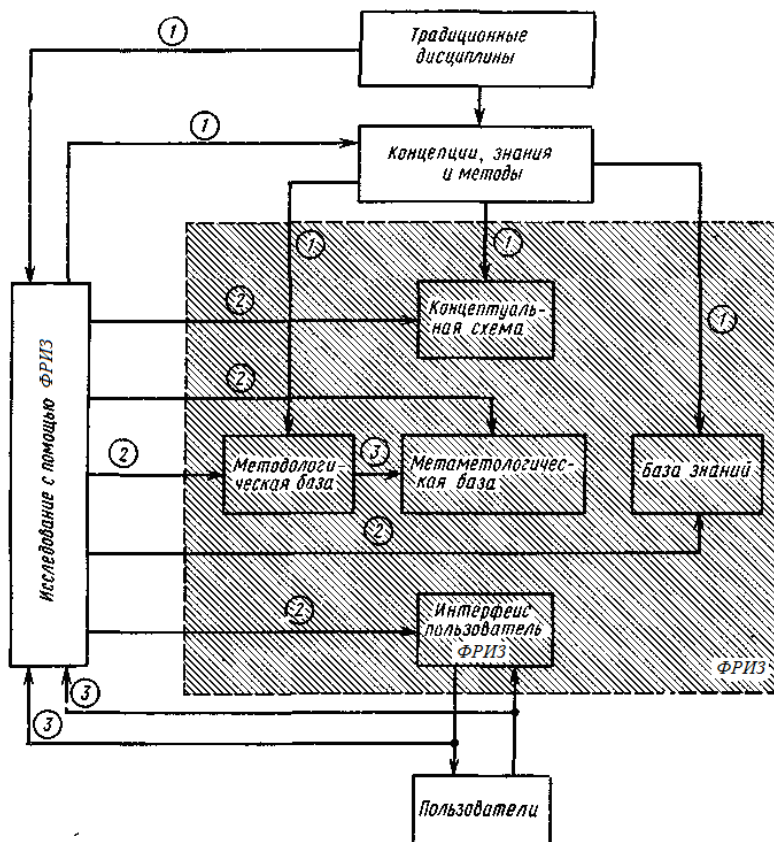 1
Традиционные
дисциплины
1
Концепции, знания
и методы
1
1
2
Концептуаль-
ная схема
1
Исследование с помощью ФРИЗ
2
2
Методологи-
ческая база
3
Метаметологичес-
кая база
База знаний
2
2
Интерфейс
пользователь
ФРИЗ
ФРИЗ
3
3
Пользователи